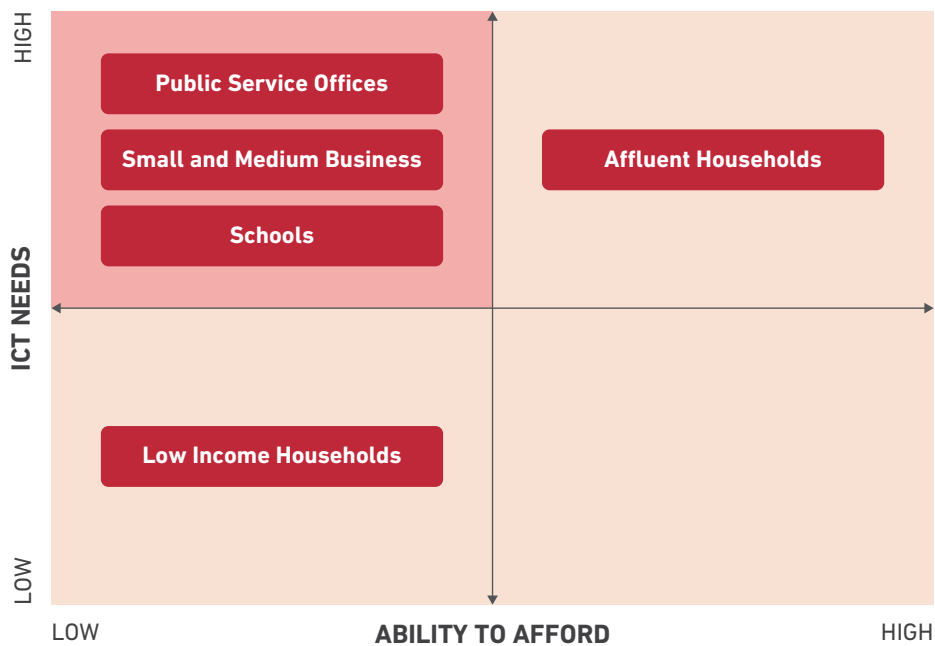 HIGH
Public Service Offices
Small and Medium Business
Affluent Households
Schools
ICT NEEDS
Low Income Households
LOW
LOW
ABILITY TO AFFORD
HIGH